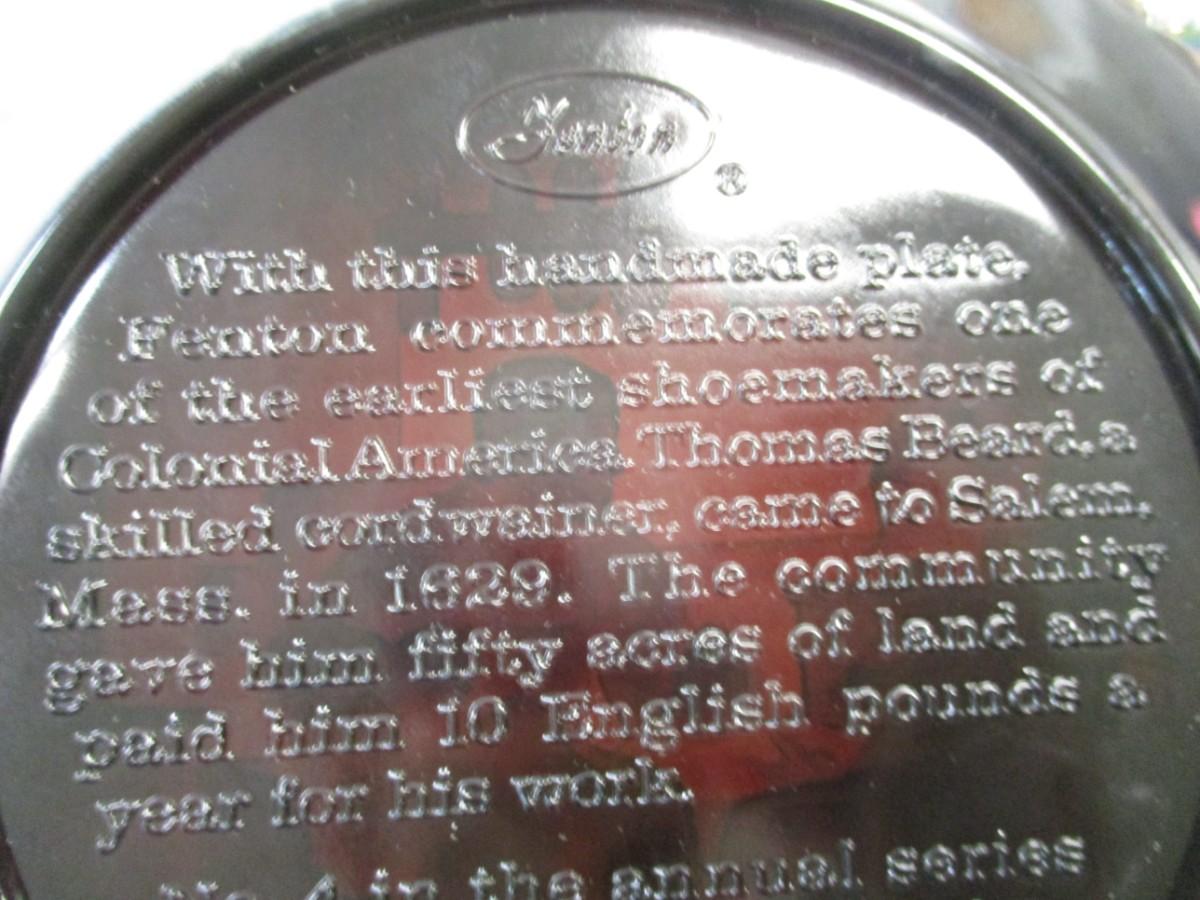 Fenton ®
With this handmade plate,
Fenton commemorates one
of the earliest shoemakers of
Colonial America. Thomas Beard, a
skilled cordwainer, came to Salem,
Mass. in 1629. The community
gave him fifty acres of land and
paid him 10 English pounds a
year for his work.
No. 4 in the annual series